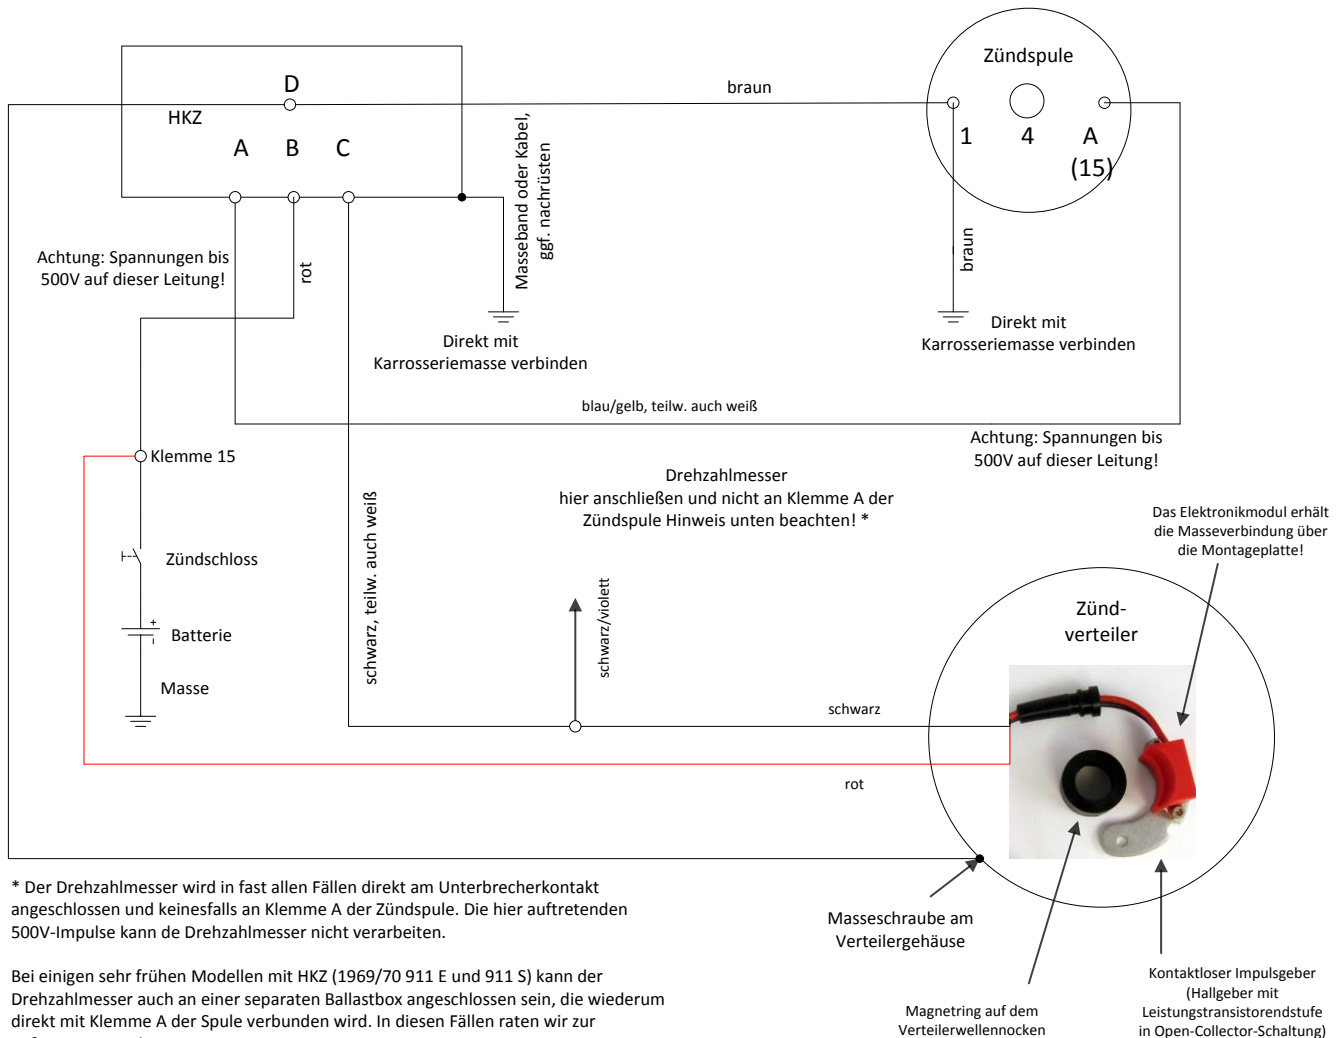 D
HKZ
A B C
braun
Zündspule
1 4 A
(15)
Masseband oder Kabel,
ggf. nachrüsten
Achtung: Spannungen bis
500V auf dieser Leitung!
rot
braun
Direkt mit
Karrosseriemasse verbinden
Direkt mit
Karrosseriemasse verbinden
blau/gelb, teilw. auch weiß
Achtung: Spannungen bis
500V auf dieser Leitung!
Klemme 15
Drehzahlmesser
hier anschließen und nicht an Klemme A der
Zündspule Hinweis unten beachten! *
schwarz, teilw. auch weiß
Das Elektronikmodul erhält
die Masseverbindung über
die Montageplatte!
Zündschloss
schwarz/violett
Zünd-
verteiler
+
-
Batterie
Masse
schwarz
rot
* Der Drehzahlmesser wird in fast allen Fällen direkt am Unterbrecherkontakt
angeschlossen und keinesfalls an Klemme A der Zündspule. Die hier auftretenden
500V-Impulse kann de Drehzahlmesser nicht verarbeiten.
Masseschraube am
Verteilergehäuse
Bei einigen sehr frühen Modellen mit HKZ (1969/70 911 E und 911 S) kann der
Drehzahlmesser auch an einer separaten Ballastbox angeschlossen sein, die wiederum
direkt mit Klemme A der Spule verbunden wird. In diesen Fällen raten wir zur
Magnetring auf dem
Verteilerwellennocken
Kontaktloser Impulsgeber
(Hallgeber mit
Leistungstransistorendstufe
in Open-Collector-Schaltung)